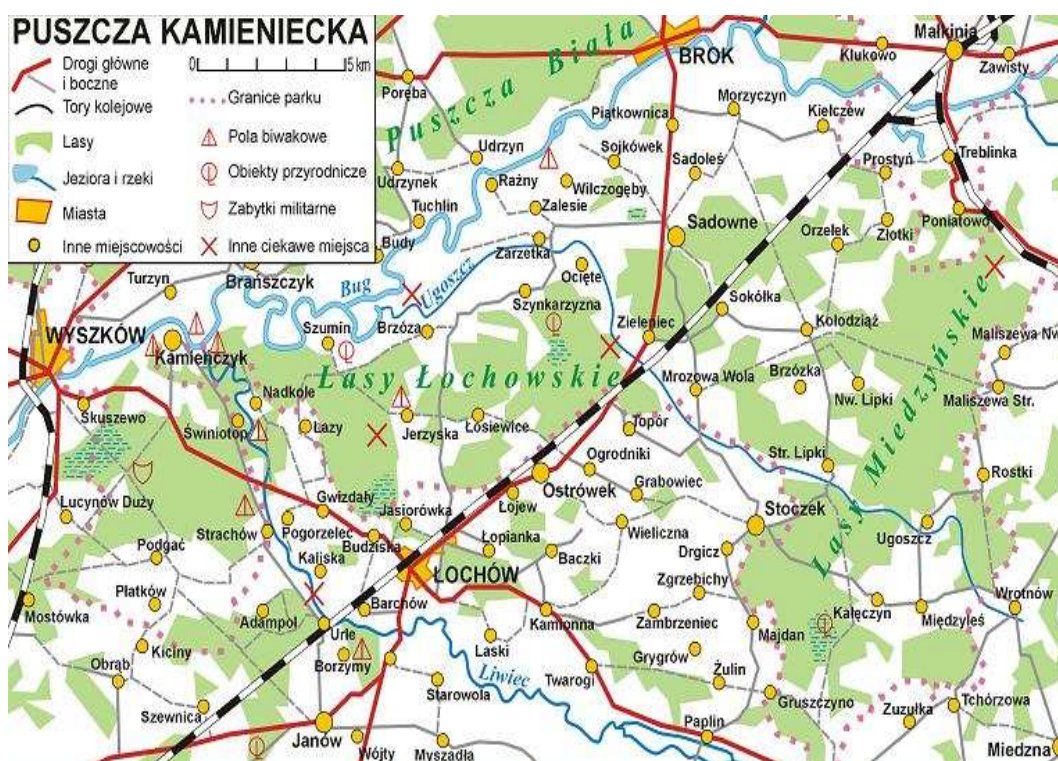 PUSZCZA KAMIENIECKA
Drogi główne
i boczne
Tory kolejowe
Lasy
Jeziora i rzeki
Miasta
Inne miejscowości
0 5 km
Granice parku
Pola biwakowe
Obiekty przyrodnicze
Zabytki militarne
Inne ciekawe miejsca
Puszcza Biała
BROK
Małkinia
Klukowo
Zawisty
Poręba
Morzyczyn
Kiełczew
Piątkownica
Udrzyn
Sojkówek
Sadoleś
Prostyń
Treblinka
Udrzynek
Rażny
Wilczogęby
Tuchlin
Zalesie
Sadowne
Złotki
Poniatowo
Orzełek
Budy
Zarzetka
Ocięte
Brańszczyk
Bug
Ugoszcz
Turzyn
Szynkarzyzna
Sokółka
Kołodziąż
WYSZKÓW
Kamieńczyk
Szumin
Brzóza
Zieleniec
Maliszewa Nw.
Lasy Łochowskie
Lasy Miedzyńskie
Mrozowa Wola
Brzózka
Nw. Lipki
Maliszewa Str.
Nadkole
Skuszewo
Świniotop
Łazy
Jerzyska
Łosiewice
Topór
Str. Lipki
Ogrodniki
Rostki
Ostrówek
Grabowiec
Lucynów Duży
Gwizdały
Jasiorówka
Łojew
Stoczek
Strachów
Pogorzelec
Budziska
Łopianka
Wieliczna
Ugoszcz
Podgać
Kaliska
Baczki
Drgicz
ŁOCHÓW
Płatków
Zgrzebichy
Mostówka
Adampol
Barchów
Kamionna
Zambrzeniec
Kałęczyn
Międzyleś
Wrotnów
Urle
Majdan
Kiciny
Laski
Borzymy
Grygrów
Obrąb
Liwiec
Żulin
Starowola
Twarogi
Gruszczyno
Tchórzowa
Szewnica
Zuzułka
Janów
Wójty
Myszadła
Paplin
Miedzna